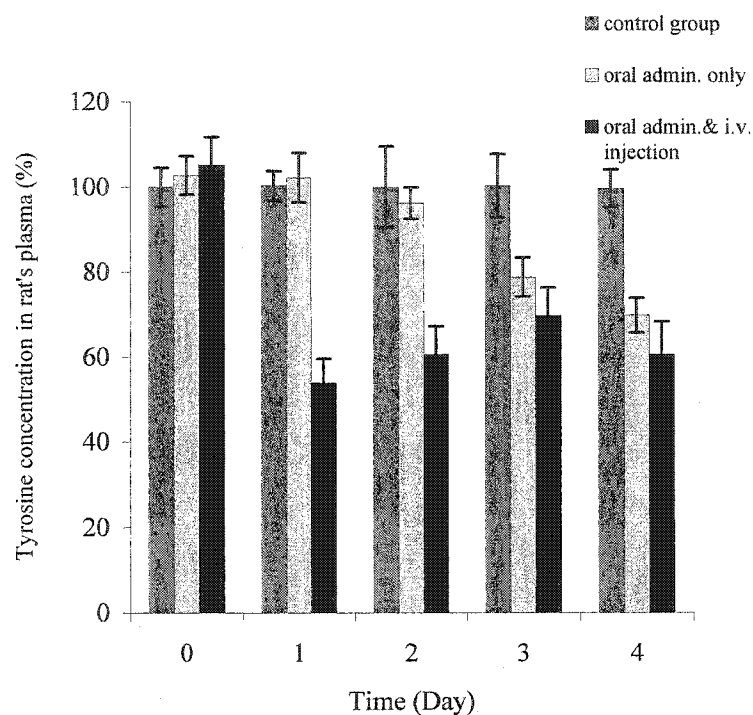 control group
oral admin. only
oral admin.& i.v.
injection
Tyrosine concentration in rat's plasma (%)
120
100
80
60
40
20
0
0 1 2 3 4
Time (Day)